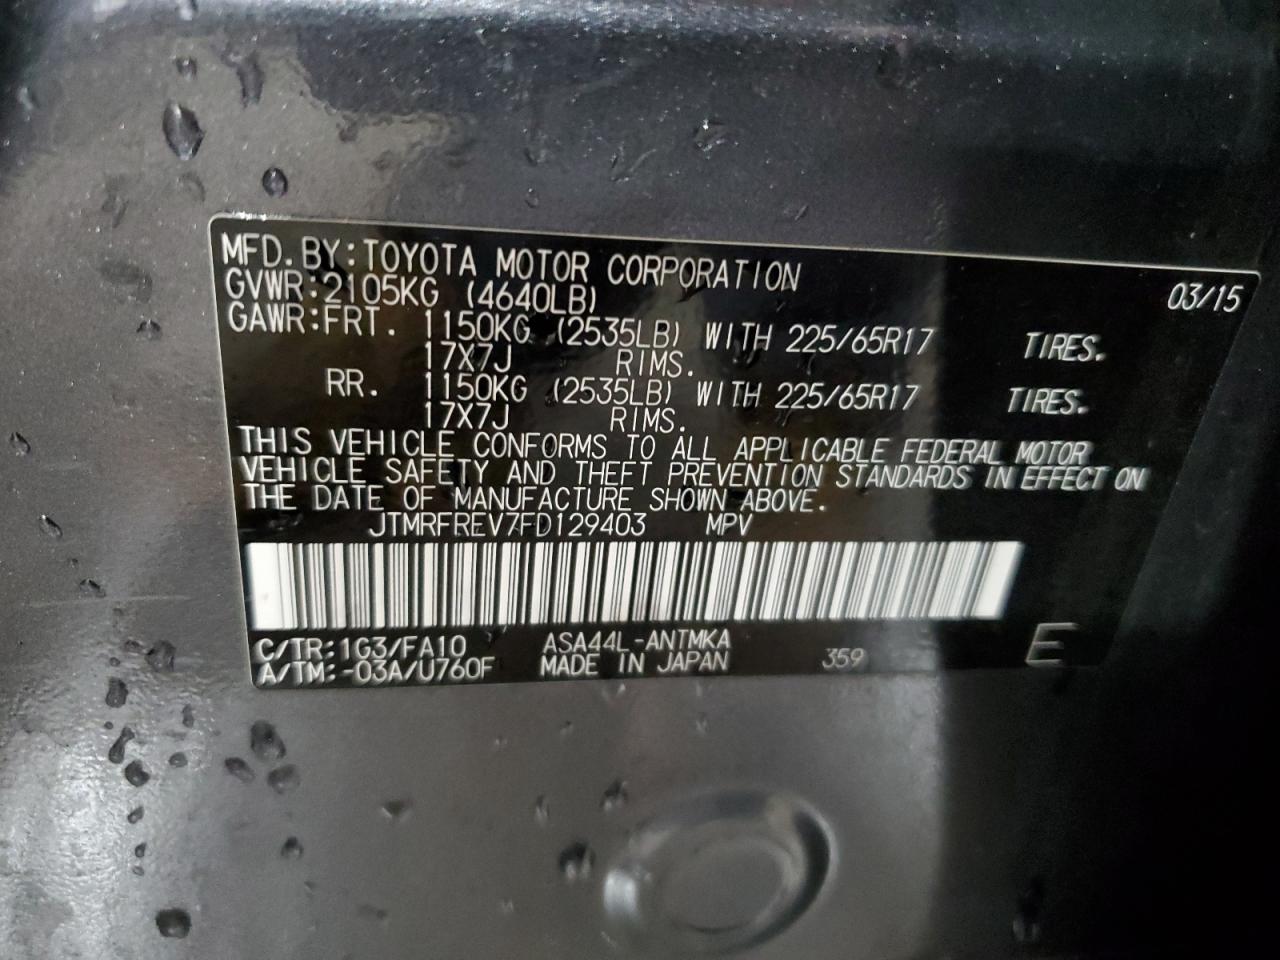 MFD. BY:TOYOTA MOTOR CORPORATION 03/15
GVWR:2105KG (4640LB)
GAWR:FRT. 1150KG (2535LB) WITH 225/65R17 TIRES.
17X7J RIMS.
RR. 1150KG (2535LB) WITH 225/65R17 TIRES.
17X7J RIMS.
THIS VEHICLE CONFORMS TO ALL APPLICABLE FEDERAL MOTOR
VEHICLE SAFETY AND THEFT PREVENTION STANDARDS IN EFFECT ON
THE DATE OF MANUFACTURE SHOWN ABOVE.
JTMRFREV7FD129403 MPV
C/TR:1G3/FA10 ASA44L-ANTMKA
A/TM:-03A/U760F MADE IN JAPAN 359 E